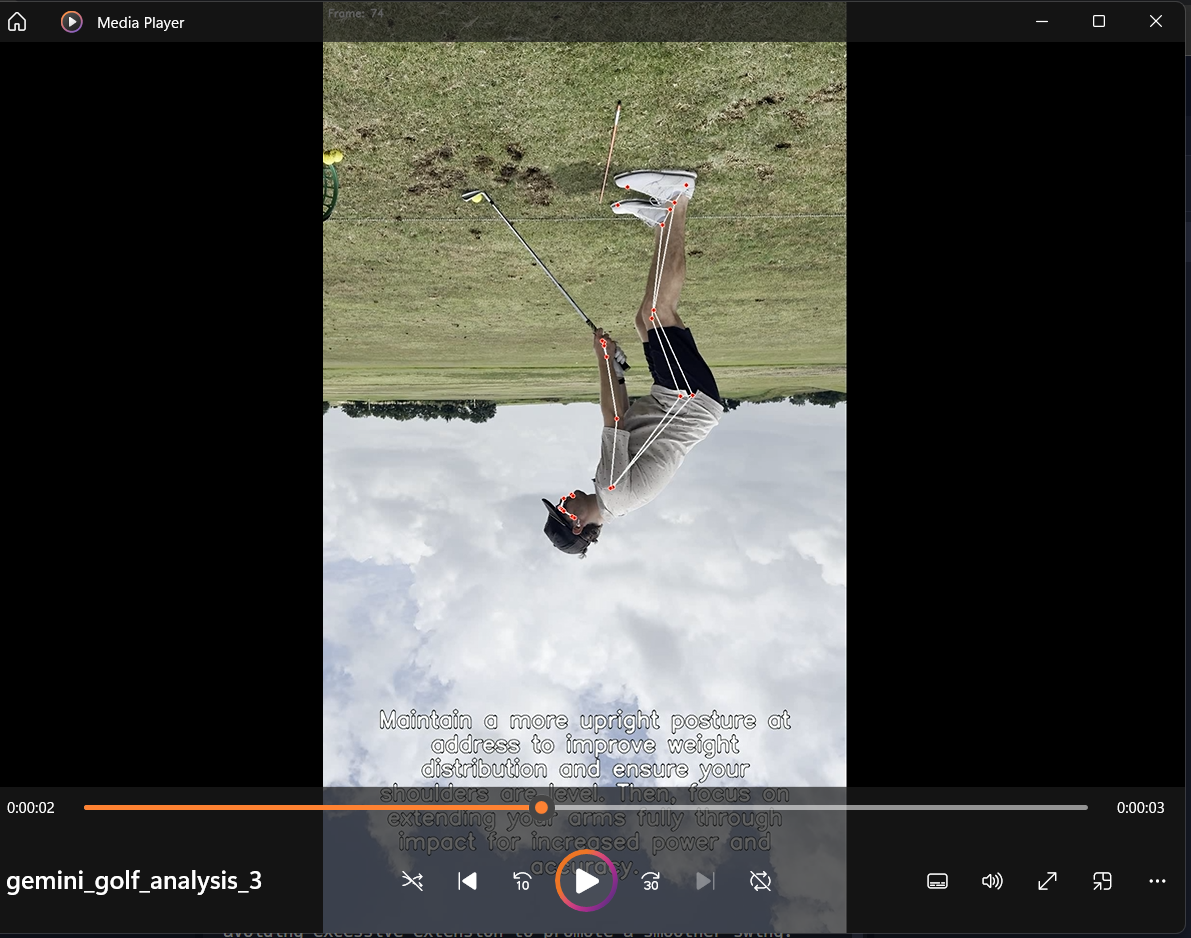 Media Player
Frame: 74
Maintain a more upright posture at
address to improve weight
distribution and ensure your
shoulders are level. Then, focus on
extending your arms fully through
impact for increased power and
accuracy.
0:00:02
0:00:03
gemini_golf_analysis_3
10
30
avoiding excessive extension to promote a smoother swing.